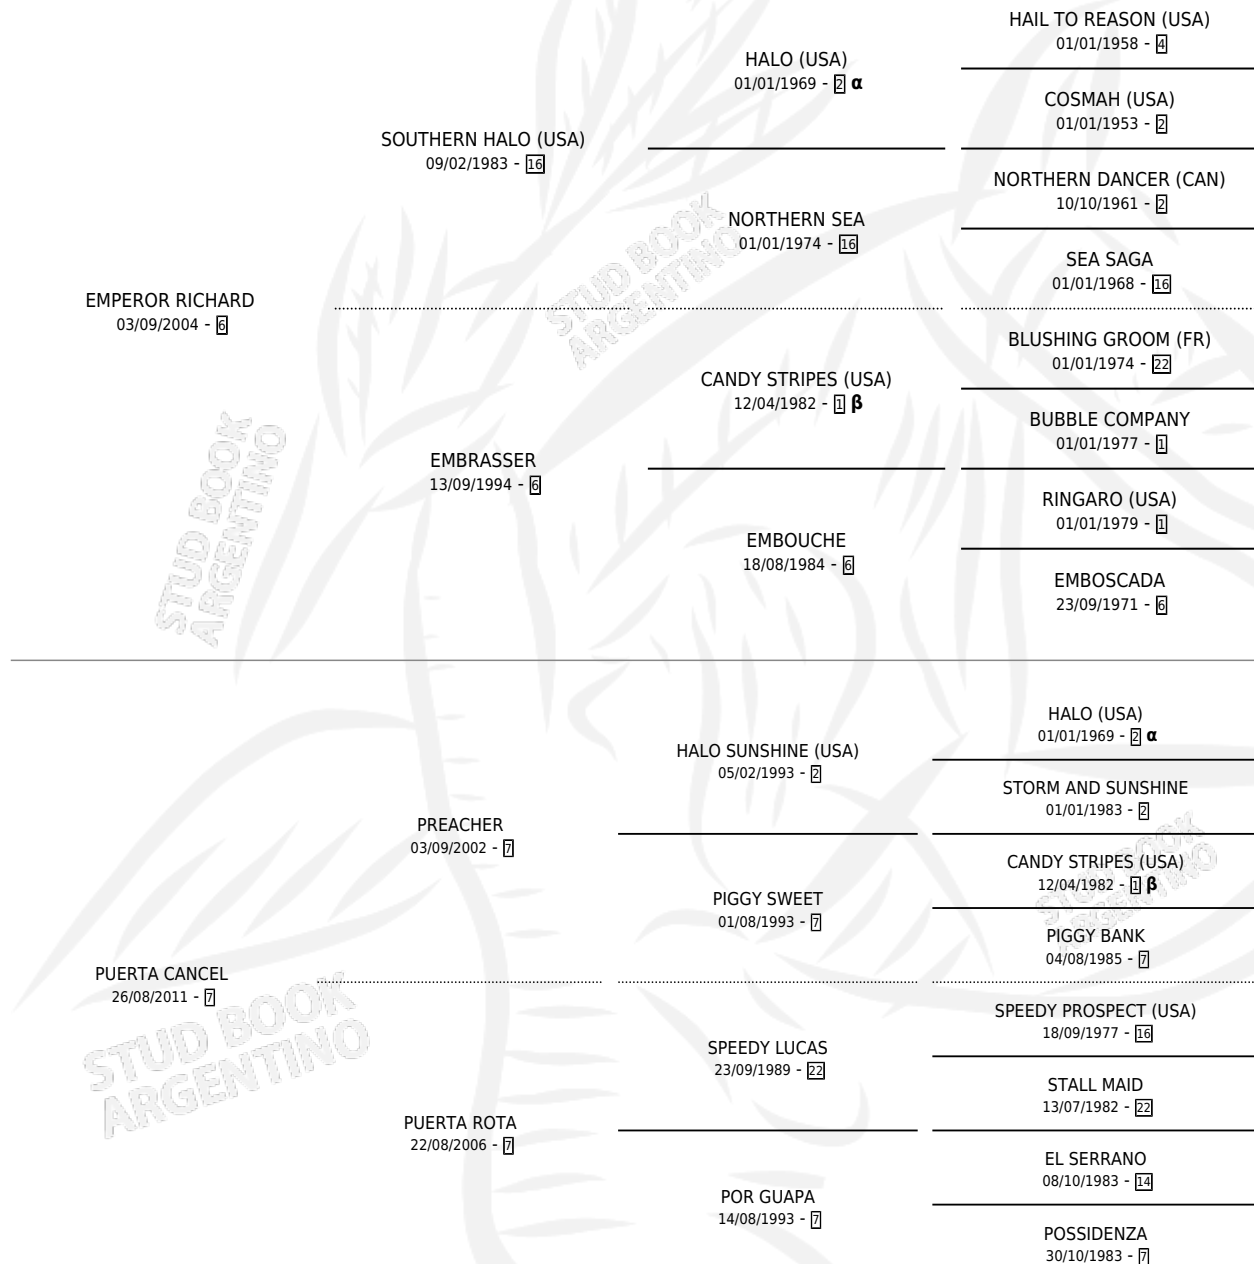 HAIL TO REASON (USA)
01/01/1958 - 4
HALO (USA)
01/01/1969 - 2 α
COSMAH (USA)
01/01/1953 - 2
SOUTHERN HALO (USA)
09/02/1983 - 16
NORTHERN DANCER (CAN)
10/10/1961 - 2
NORTHERN SEA
01/01/1974 - 16
SEA SAGA
01/01/1968 - 16
EMPEROR RICHARD
03/09/2004 - 6
STUD BOOK
ARGENTINO
BLUSHING GROOM (FR)
01/01/1974 - 22
CANDY STRIPES (USA)
12/04/1982 - 1 β
BUBBLE COMPANY
01/01/1977 - 1
EMBRASSER
13/09/1994 - 6
RINGARO (USA)
01/01/1979 - 1
EMBOUCHE
18/08/1984 - 6
EMBOSCADA
23/09/1971 - 6
STUD BOOK
ARGENTINO
HALO (USA)
01/01/1969 - 2 α
HALO SUNSHINE (USA)
05/02/1993 - 2
STORM AND SUNSHINE
01/01/1983 - 2
PREACHER
03/09/2002 - 7
CANDY STRIPES (USA)
12/04/1982 - 1 β
STUD BOOK
ARGENTINO
PIGGY SWEET
01/08/1993 - 7
PIGGY BANK
04/08/1985 - 7
PUERTA CANCEL
26/08/2011 - 7
STUD BOOK
ARGENTINO
SPEEDY PROSPECT (USA)
18/09/1977 - 16
SPEEDY LUCAS
23/09/1989 - 22
STALL MAID
13/07/1982 - 22
PUERTA ROTA
22/08/2006 - 7
EL SERRANO
08/10/1983 - 14
POR GUAPA
14/08/1993 - 7
POSSIDENZA
30/10/1983 - 7